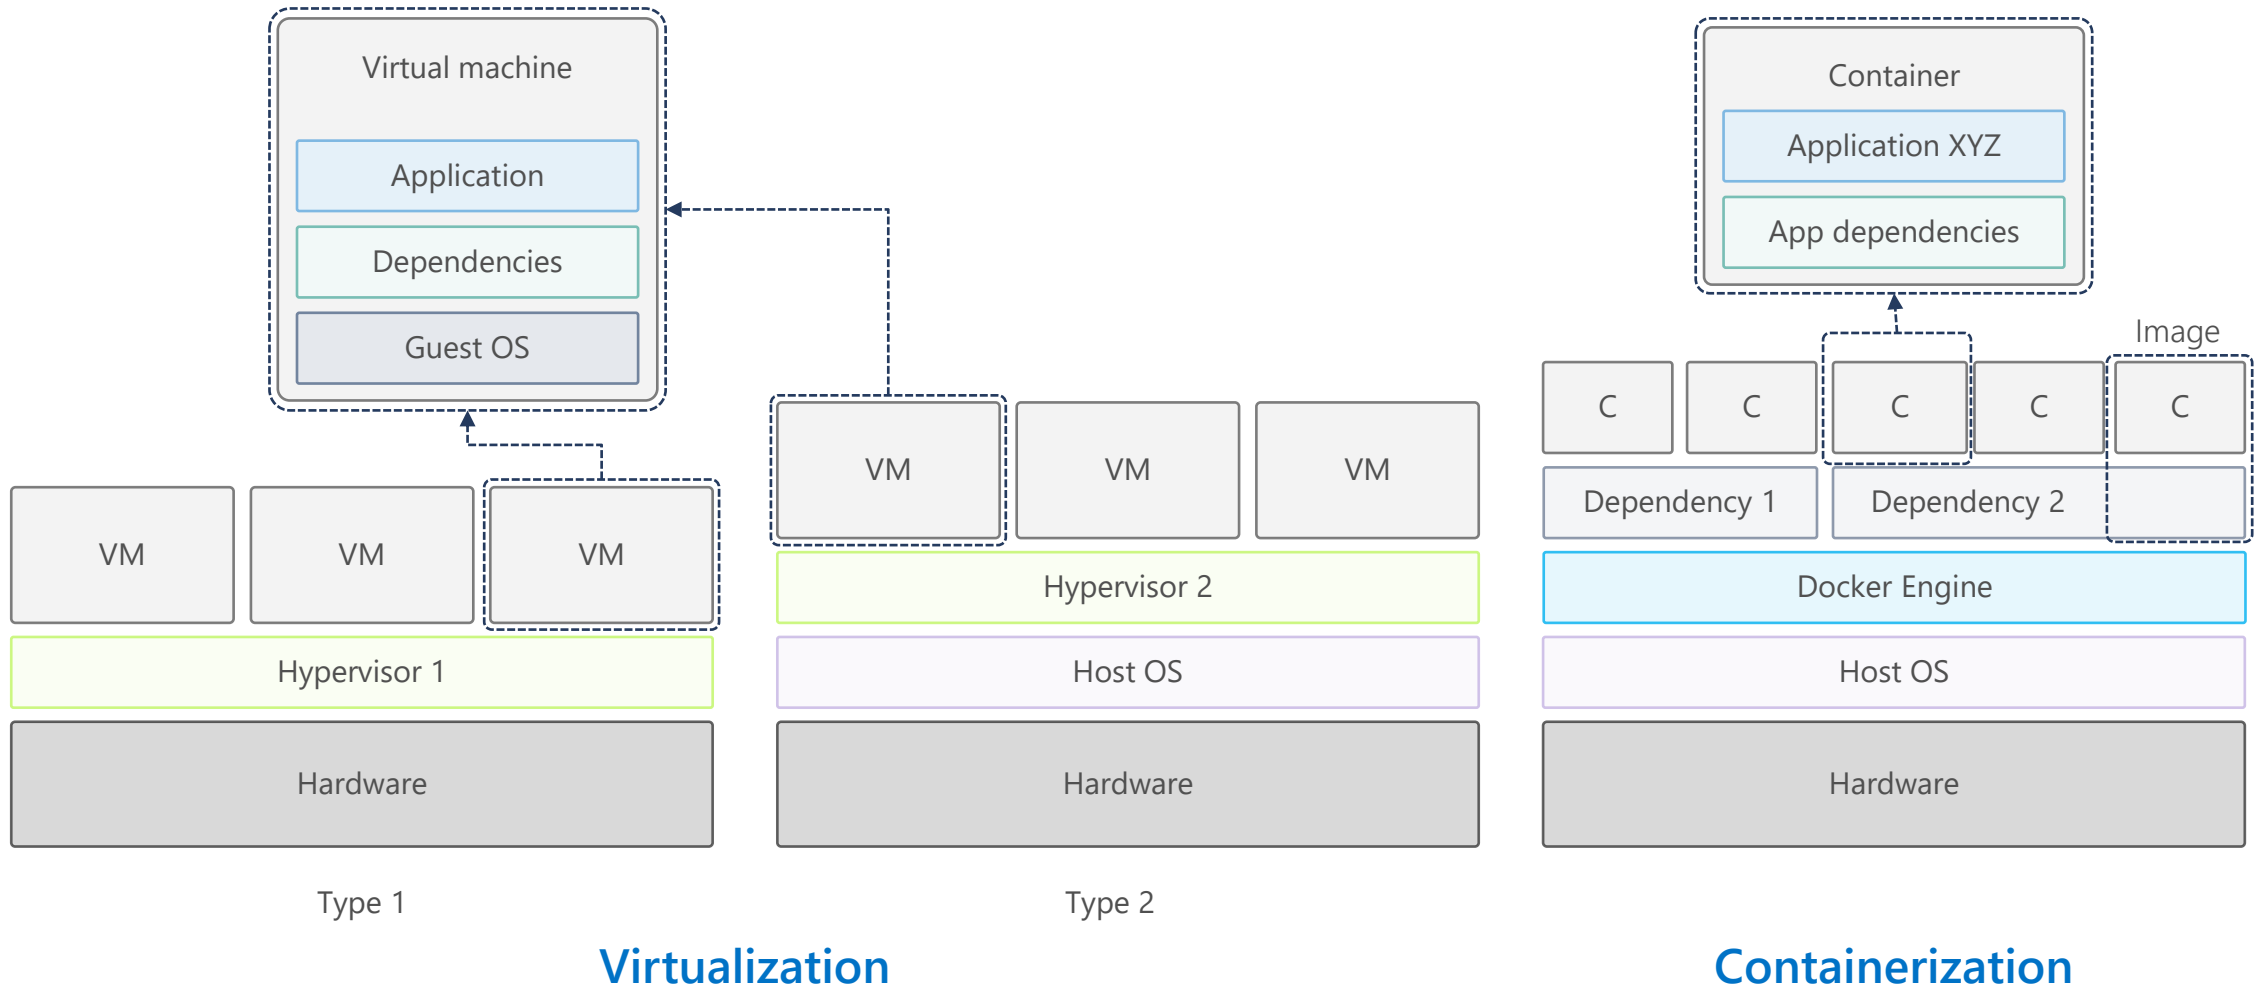 Virtual machine
Application
Dependencies
Guest OS
VM
VM
VM
Hypervisor 1
Hardware
Type 1
VM
VM
VM
Hypervisor 2
Host OS
Hardware
Type 2
Virtualization
Container
Application XYZ
App dependencies
Image
C
C
C
C
C
Dependency 1
Dependency 2
Docker Engine
Host OS
Hardware
Containerization